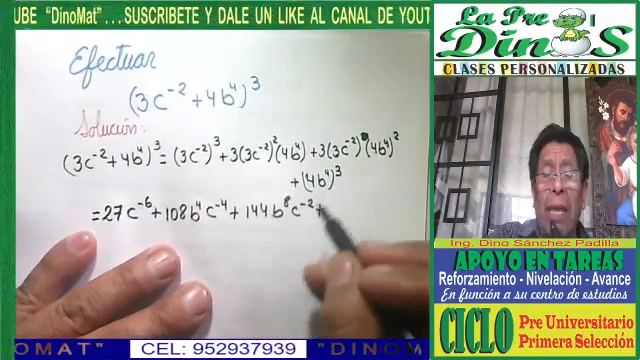 UBE "DinoMat"...SUSCRIBETE Y DALE UN LIKE AL CANAL DE YOUT
La Pre
DinoS
CLASES PERSONALIZADAS
Efectuar
(3c⁻² + 4b⁴)³
Solución:
(3c⁻² + 4b⁴)³ = (3c⁻²)³ + 3(3c⁻²)²(4b⁴) + 3(3c⁻²)(4b⁴)²
+ (4b⁴)³
= 27c⁻⁶ + 108b⁴c⁻⁴ + 144b⁸c⁻² +
Ing. Dino Sánchez Padilla
APOYO EN TAREAS
Reforzamiento - Nivelación - Avance
En función a su centro de estudios
CICLO Pre Universitario
Primera Selección
OMAT" CEL: 952937939 "DINOM